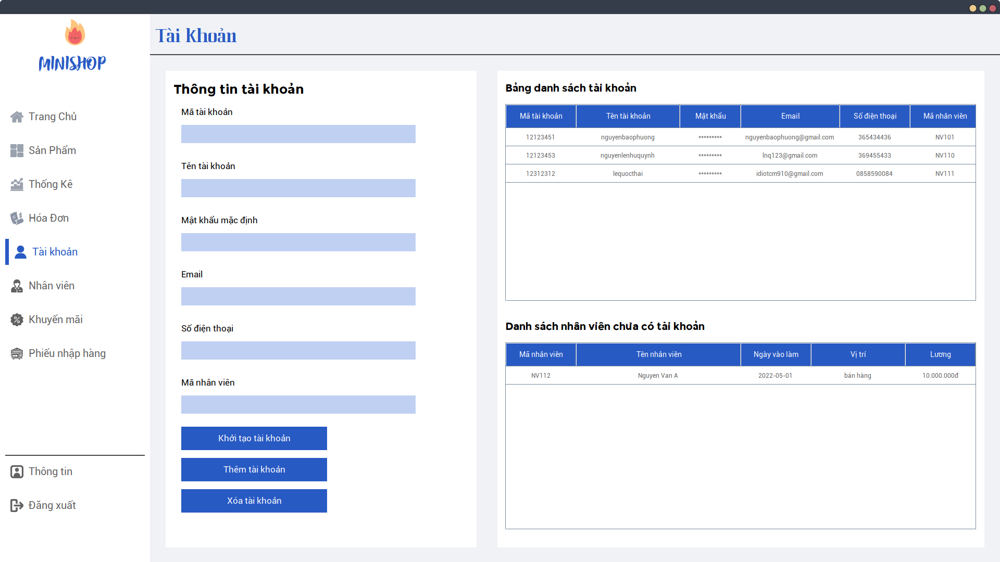 MINISHOP
Trang Chủ
Sản Phẩm
Thống Kê
Hóa Đơn
Tài khoản
Nhân viên
Khuyến mãi
Phiếu nhập hàng
Thông tin
Đăng xuất
Tài Khoản
Thông tin tài khoản
Mã tài khoản
Tên tài khoản
Mật khẩu mặc định
Email
Số điện thoại
Mã nhân viên
Khởi tạo tài khoản
Thêm tài khoản
Xóa tài khoản
Bảng danh sách tài khoản
Mã tài khoản Tên tài khoản Mật khẩu Email Số điện thoại Mã nhân viên
12123451 nguyenbaophuong ********* nguyenbaophuong@gmail.com 365434436 NV101
12123453 nguyenlenhuquynh ********* lnq123@gmail.com 369455433 NV110
12312312 lequocthai ********* idiotcm910@gmail.com 0858590084 NV111
Danh sách nhân viên chưa có tài khoản
Mã nhân viên Tên nhân viên Ngày vào làm Vị trí Lương
NV112 Nguyen Van A 2022-05-01 bán hàng 10.000.000đ